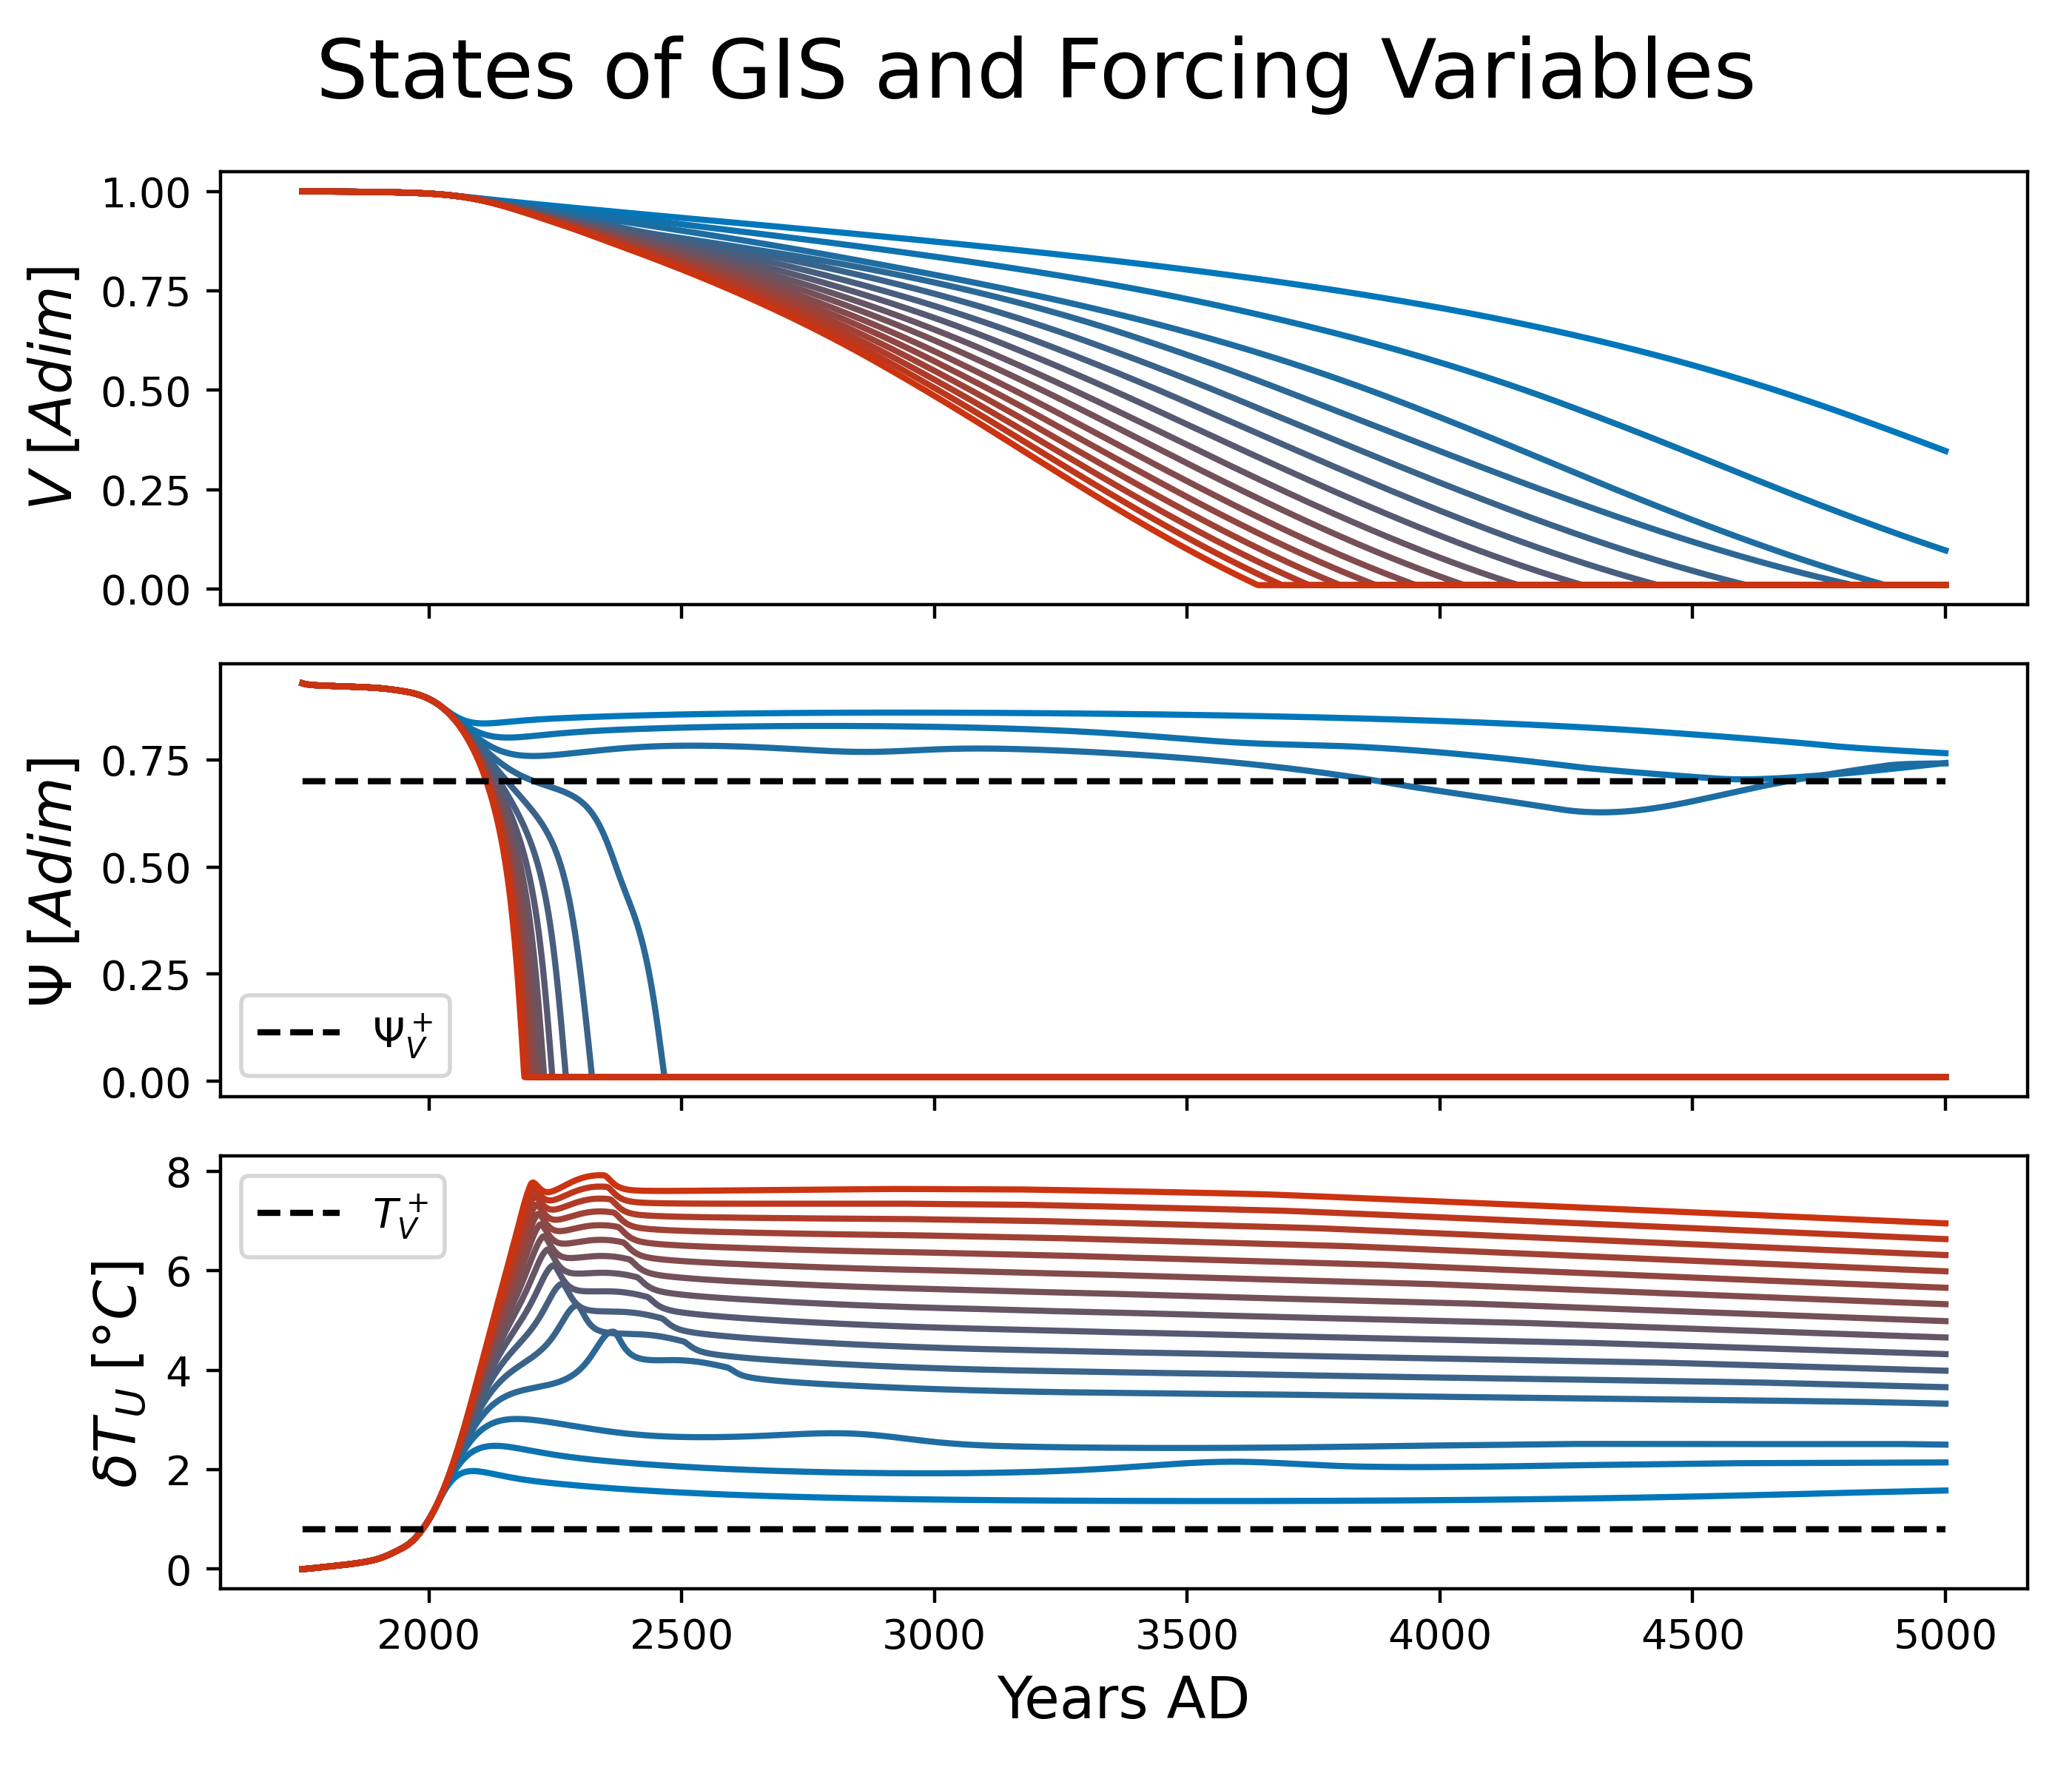 States of GIS and Forcing Variables
V [Adim]
1.00
0.75
0.50
0.25
0.00
Ψ [Adim]
0.75
0.50
0.25
0.00
Ψ_V^+
δT_U [°C]
8
6
4
2
0
T_V^+
2000 2500 3000 3500 4000 4500 5000
Years AD